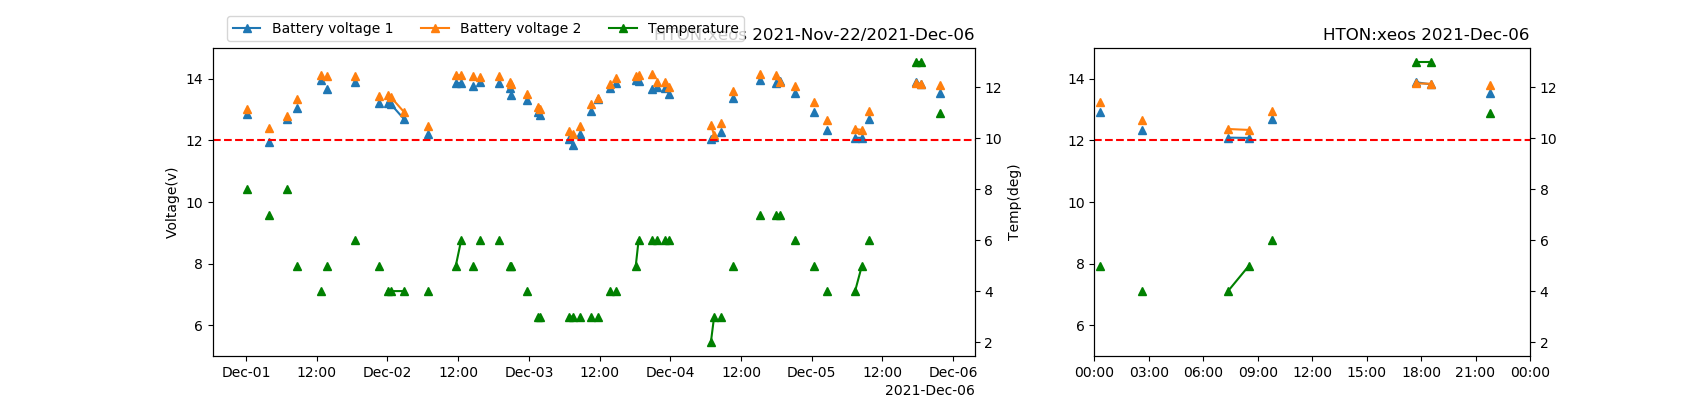 Battery voltage 1
Battery voltage 2
Temperature
HTON:xeos 2021-Nov-22/2021-Dec-06
HTON:xeos 2021-Dec-06
14
12
10
8
6
Voltage(v)
12
10
8
6
4
2
Temp(deg)
Dec-01 12:00 Dec-02 12:00 Dec-03 12:00 Dec-04 12:00 Dec-05 12:00 Dec-06
2021-Dec-06
14
12
10
8
6
12
10
8
6
4
2
00:00 03:00 06:00 09:00 12:00 15:00 18:00 21:00 00:00